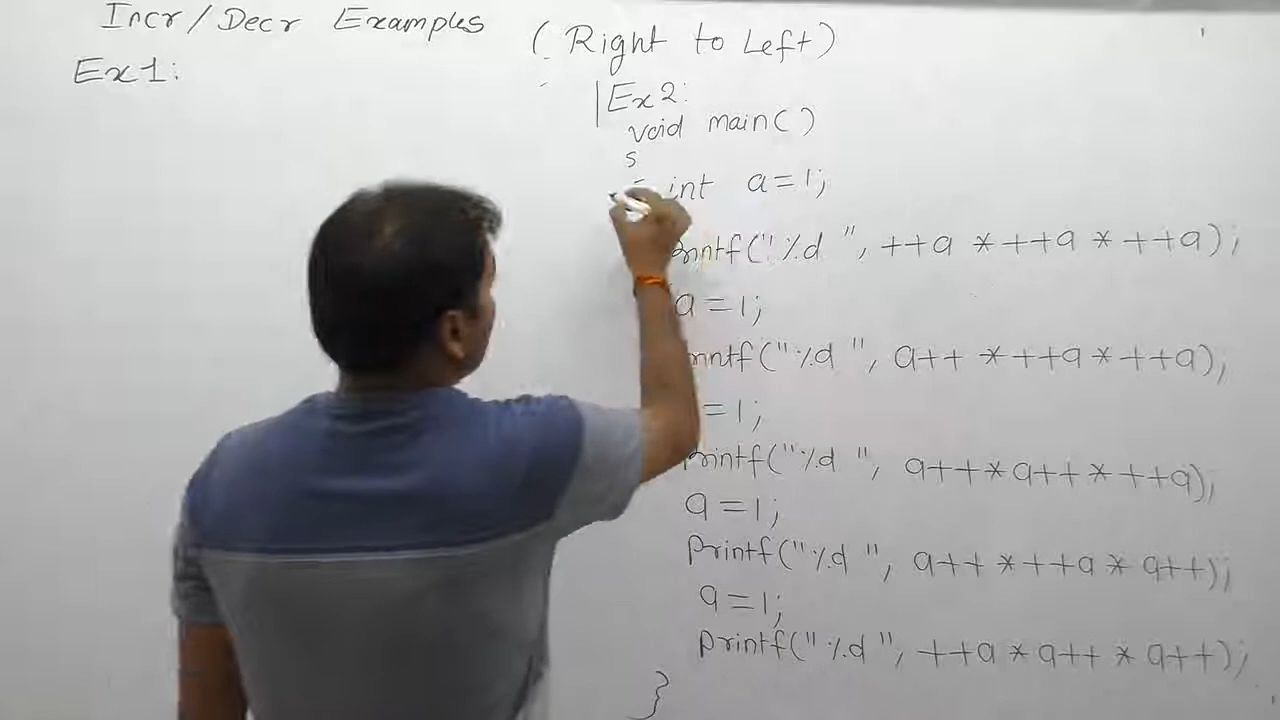 Incr/Decr Examples (Right to Left)
Ex1:
Ex2:
void main()
int a=1;
printf("%d ", ++a * ++a * ++a);
a=1;
printf("%d ", a++ * ++a * ++a);
=1;
printf("%d ", a++ * a++ * ++a);
a=1;
printf("%d ", a++ * ++a * a++);
a=1;
printf("%d ", ++a * a++ * a++);
}